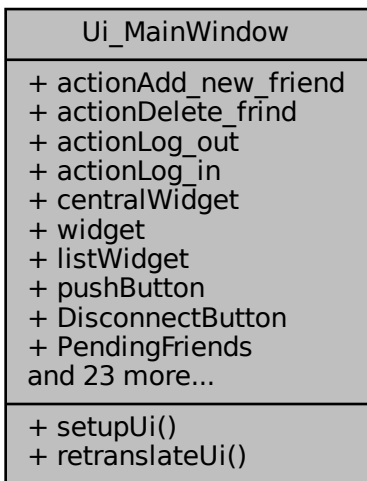 Ui_MainWindow
+ actionAdd_new_friend
+ actionDelete_frind
+ actionLog_out
+ actionLog_in
+ centralWidget
+ widget
+ listWidget
+ pushButton
+ DisconnectButton
+ PendingFriends
and 23 more...
+ setupUi()
+ retranslateUi()